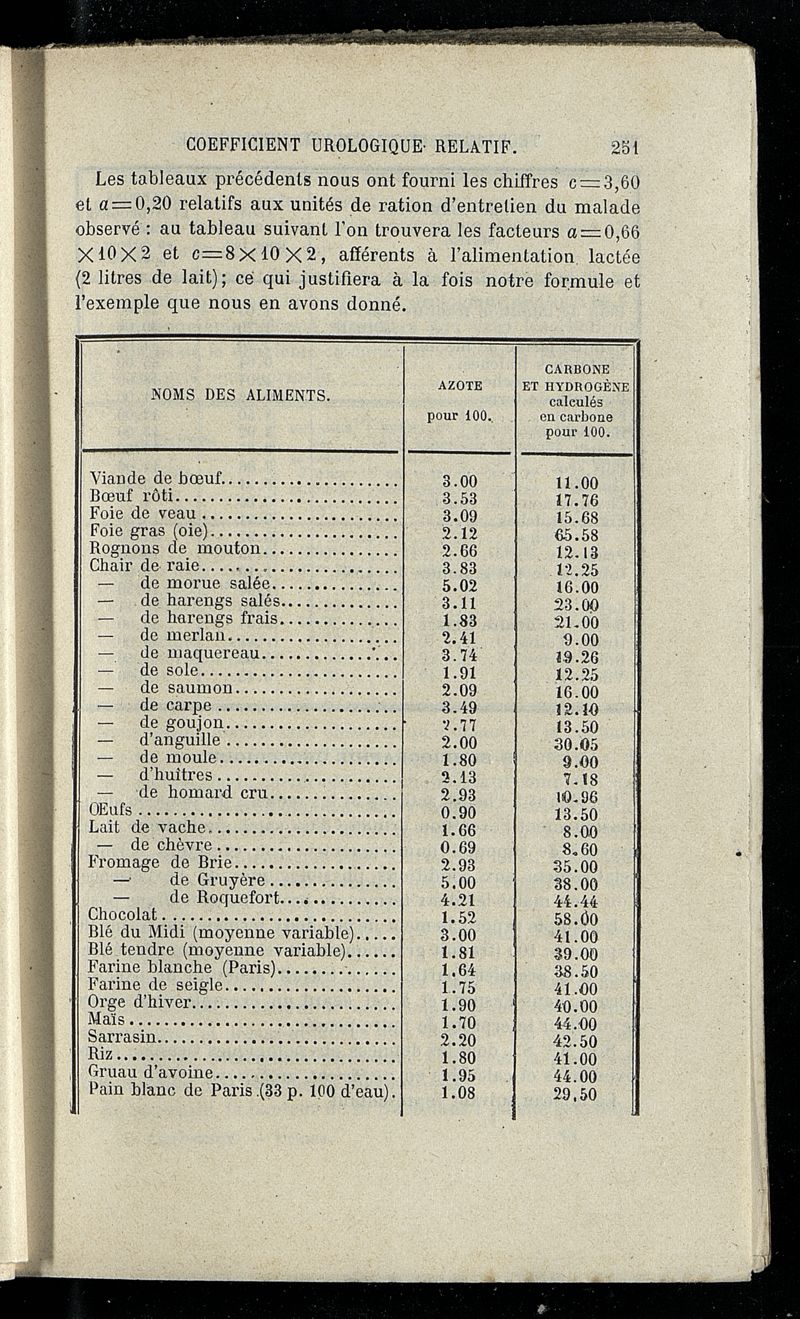 COEFFICIENT UROLOGIQUE RELATIF. 251
Les tableaux précédents nous ont fourni les chiffres c=3,60
et a=0,20 relatifs aux unités de ration d'entretien du malade
observé : au tableau suivant l'on trouvera les facteurs a=0,66
×10×2 et c=8×10×2, afférents à l'alimentation lactée
(2 litres de lait); ce qui justifiera à la fois notre formule et
l'exemple que nous en avons donné.
NOMS DES ALIMENTS.
AZOTE
pour 100.
CARBONE
ET HYDROGÈNE
calculés
en carbone
pour 100.
Viande de bœuf.................... 3.00 11.00
Bœuf rôti......................... 3.53 17.76
Foie de veau...................... 3.09 15.68
Foie gras (oie)................... 2.12 65.58
Rognons de mouton................ 2.66 12.13
Chair de raie..................... 3.83 12.25
— de morue salée.............. 5.02 16.00
— de harengs salés............. 3.11 23.00
— de harengs frais............. 1.83 21.00
— de merlan................... 2.41 9.00
— de maquereau............... 3.74 19.26
— de sole...................... 1.91 12.25
— de saumon.................. 2.09 16.00
— de carpe.................... 3.49 12.10
— de goujon................... 2.77 13.50
— d'anguille................... 2.00 30.05
— de moule.................... 1.80 9.00
— d'huîtres.................... 2.13 7.18
— de homard cru.............. 2.93 10.96
Œufs............................. 0.90 13.50
Lait de vache..................... 1.66 8.00
— de chèvre.................... 0.69 8.60
Fromage de Brie.................. 2.93 35.00
— de Gruyère.............. 5.00 38.00
— de Roquefort............. 4.21 44.44
Chocolat.......................... 1.52 58.00
Blé du Midi (moyenne variable)..... 3.00 41.00
Blé tendre (moyenne variable)...... 1.81 39.00
Farine blanche (Paris)............. 1.64 38.50
Farine de seigle................... 1.75 41.00
Orge d'hiver...................... 1.90 40.00
Maïs.............................. 1.70 44.00
Sarrasin.......................... 2.20 42.50
Riz............................... 1.80 41.00
Gruau d'avoine.................... 1.95 44.00
Pain blanc de Paris (33 p. 100 d'eau). 1.08 29,50